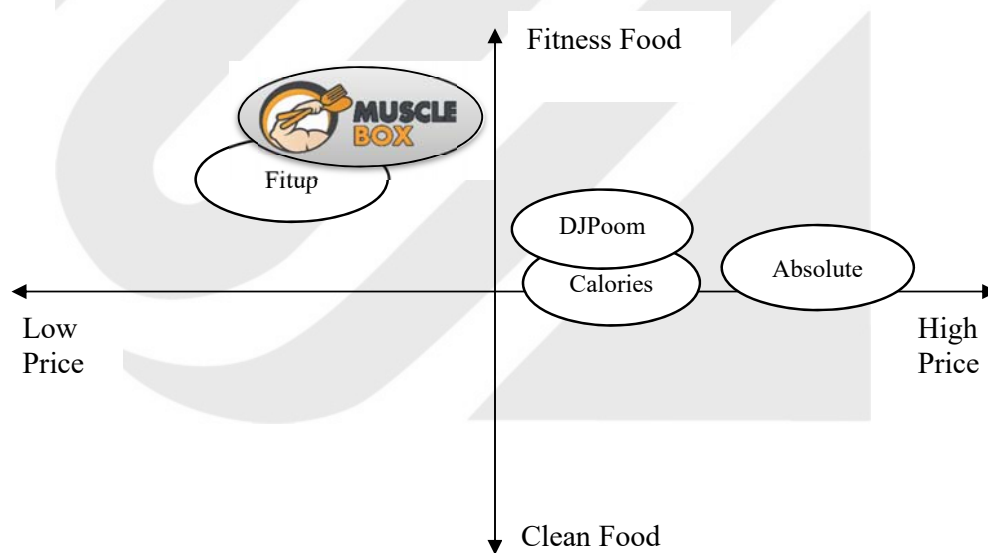 Fitness Food
MUSCLE
BOX
Fitup
DJPoom
Calories
Absolute
Low
Price
High
Price
Clean Food